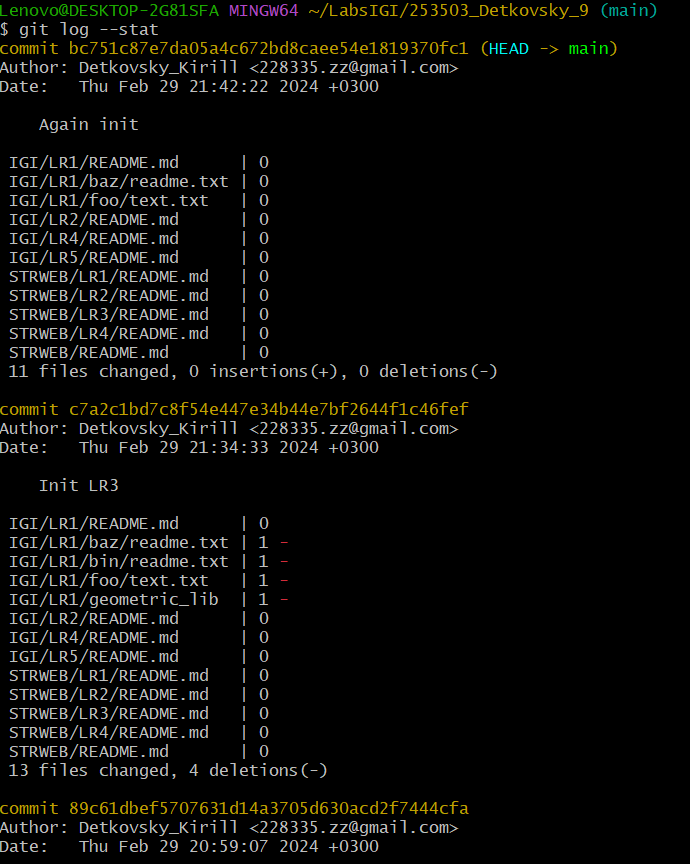 Lenovo@DESKTOP-2G81SFA MINGW64 ~/LabsIGI/253503_Detkovsky_9 (main)
$ git log --stat
commit bc751c87e7da05a4c672bd8caee54e1819370fc1 (HEAD -> main)
Author: Detkovsky_Kirill <228335.zz@gmail.com>
Date:   Thu Feb 29 21:42:22 2024 +0300

    Again init

 IGI/LR1/README.md      | 0
 IGI/LR1/baz/readme.txt | 0
 IGI/LR1/foo/text.txt   | 0
 IGI/LR2/README.md      | 0
 IGI/LR4/README.md      | 0
 IGI/LR5/README.md      | 0
 STRWEB/LR1/README.md   | 0
 STRWEB/LR2/README.md   | 0
 STRWEB/LR3/README.md   | 0
 STRWEB/LR4/README.md   | 0
 STRWEB/README.md       | 0
 11 files changed, 0 insertions(+), 0 deletions(-)

commit c7a2c1bd7c8f54e447e34b44e7bf2644f1c46fef
Author: Detkovsky_Kirill <228335.zz@gmail.com>
Date:   Thu Feb 29 21:34:33 2024 +0300

    Init LR3

 IGI/LR1/README.md      | 0
 IGI/LR1/baz/readme.txt | 1 -
 IGI/LR1/bin/readme.txt | 1 -
 IGI/LR1/foo/text.txt   | 1 -
 IGI/LR1/geometric_lib  | 1 -
 IGI/LR2/README.md      | 0
 IGI/LR4/README.md      | 0
 IGI/LR5/README.md      | 0
 STRWEB/LR1/README.md   | 0
 STRWEB/LR2/README.md   | 0
 STRWEB/LR3/README.md   | 0
 STRWEB/LR4/README.md   | 0
 STRWEB/README.md       | 0
 13 files changed, 4 deletions(-)

commit 89c61dbef5707631d14a3705d630acd2f7444cfa
Author: Detkovsky_Kirill <228335.zz@gmail.com>
Date:   Thu Feb 29 20:59:07 2024 +0300